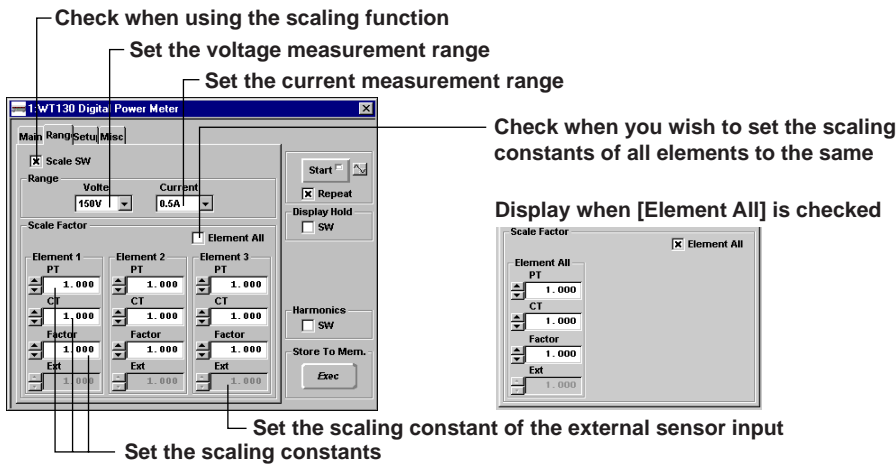 Check when using the scaling function
Set the voltage measurement range
Set the current measurement range
1:WT130 Digital Power Meter
Main Range Setup Misc
Scale SW
Range
Volte
Current
150V
0.5A
Scale Factor
Element All
Element 1
Element 2
Element 3
PT
PT
PT
1.000
1.000
1.000
CT
CT
CT
1.000
1.000
1.000
Factor
Factor
Factor
1.000
1.000
1.000
Ext
Ext
Ext
1.000
1.000
1.000
Start
Repeat
Display Hold
SW
Harmonics
SW
Store To Mem.
Exec
Check when you wish to set the scaling
constants of all elements to the same
Display when [Element All] is checked
Scale Factor
Element All
Element All
PT
1.000
CT
1.000
Factor
1.000
Ext
1.000
Set the scaling constant of the external sensor input
Set the scaling constants